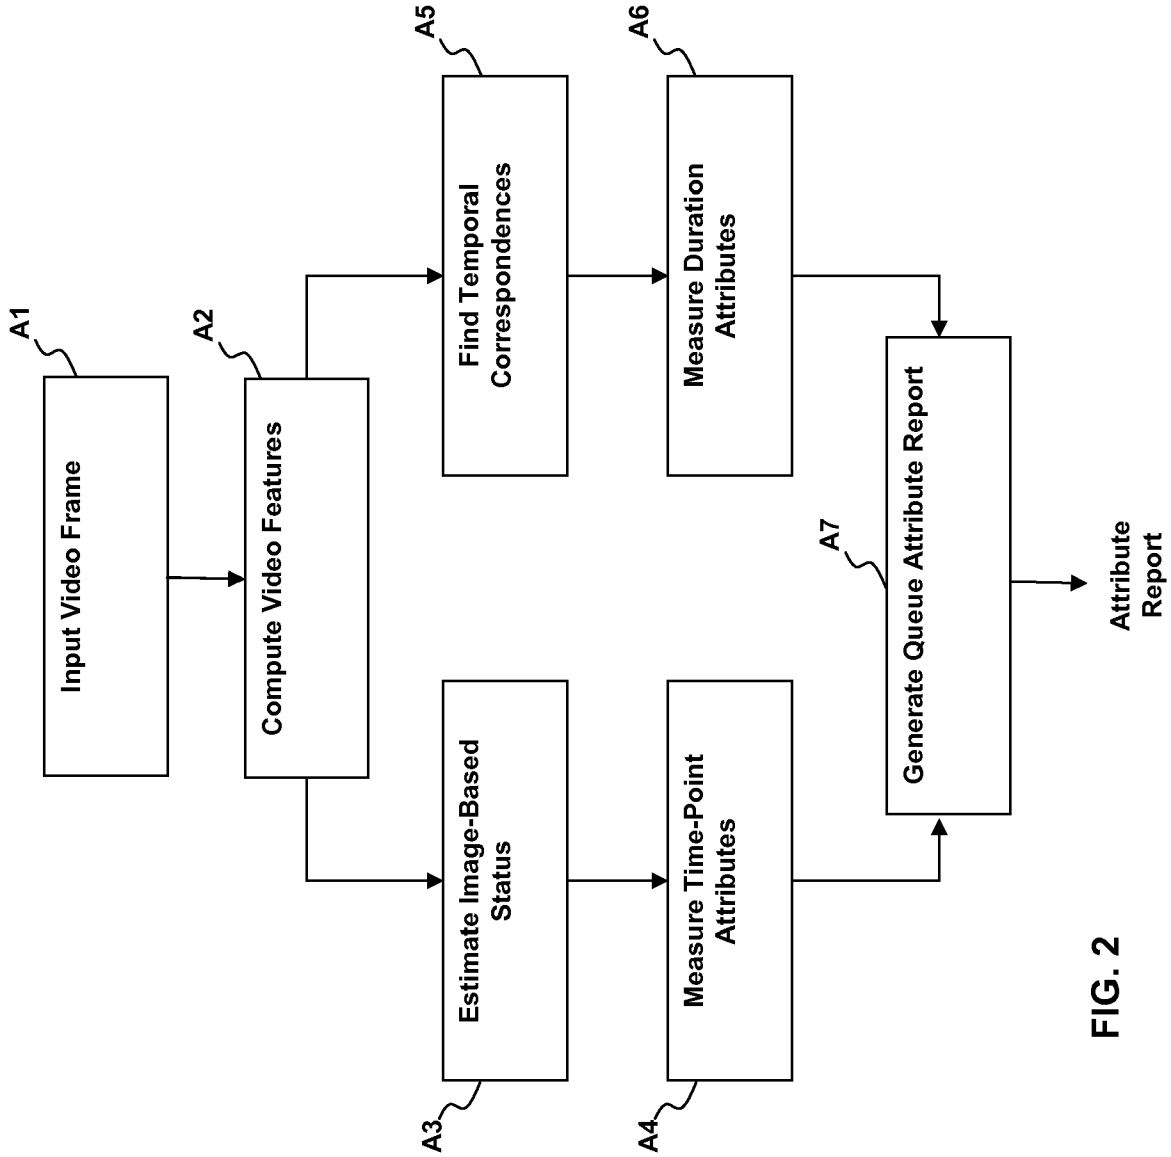 A1
Input Video Frame
A2
Compute Video Features
A3
Estimate Image-Based
Status
A5
Find Temporal
Correspondences
A4
Measure Time-Point
Attributes
A6
Measure Duration
Attributes
A7
Generate Queue Attribute Report
Attribute
Report
FIG. 2